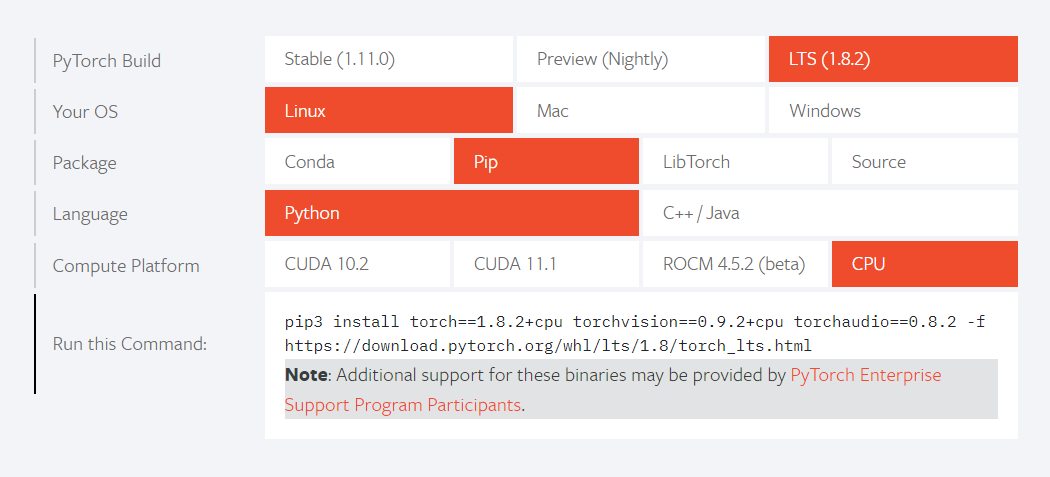 PyTorch Build
Stable (1.11.0)
Preview (Nightly)
LTS (1.8.2)
Your OS
Linux
Mac
Windows
Package
Conda
Pip
LibTorch
Source
Language
Python
C++ / Java
Compute Platform
CUDA 10.2
CUDA 11.1
ROCM 4.5.2 (beta)
CPU
Run this Command:
pip3 install torch==1.8.2+cpu torchvision==0.9.2+cpu torchaudio==0.8.2 -f
https://download.pytorch.org/whl/lts/1.8/torch_lts.html
Note: Additional support for these binaries may be provided by PyTorch Enterprise
Support Program Participants.